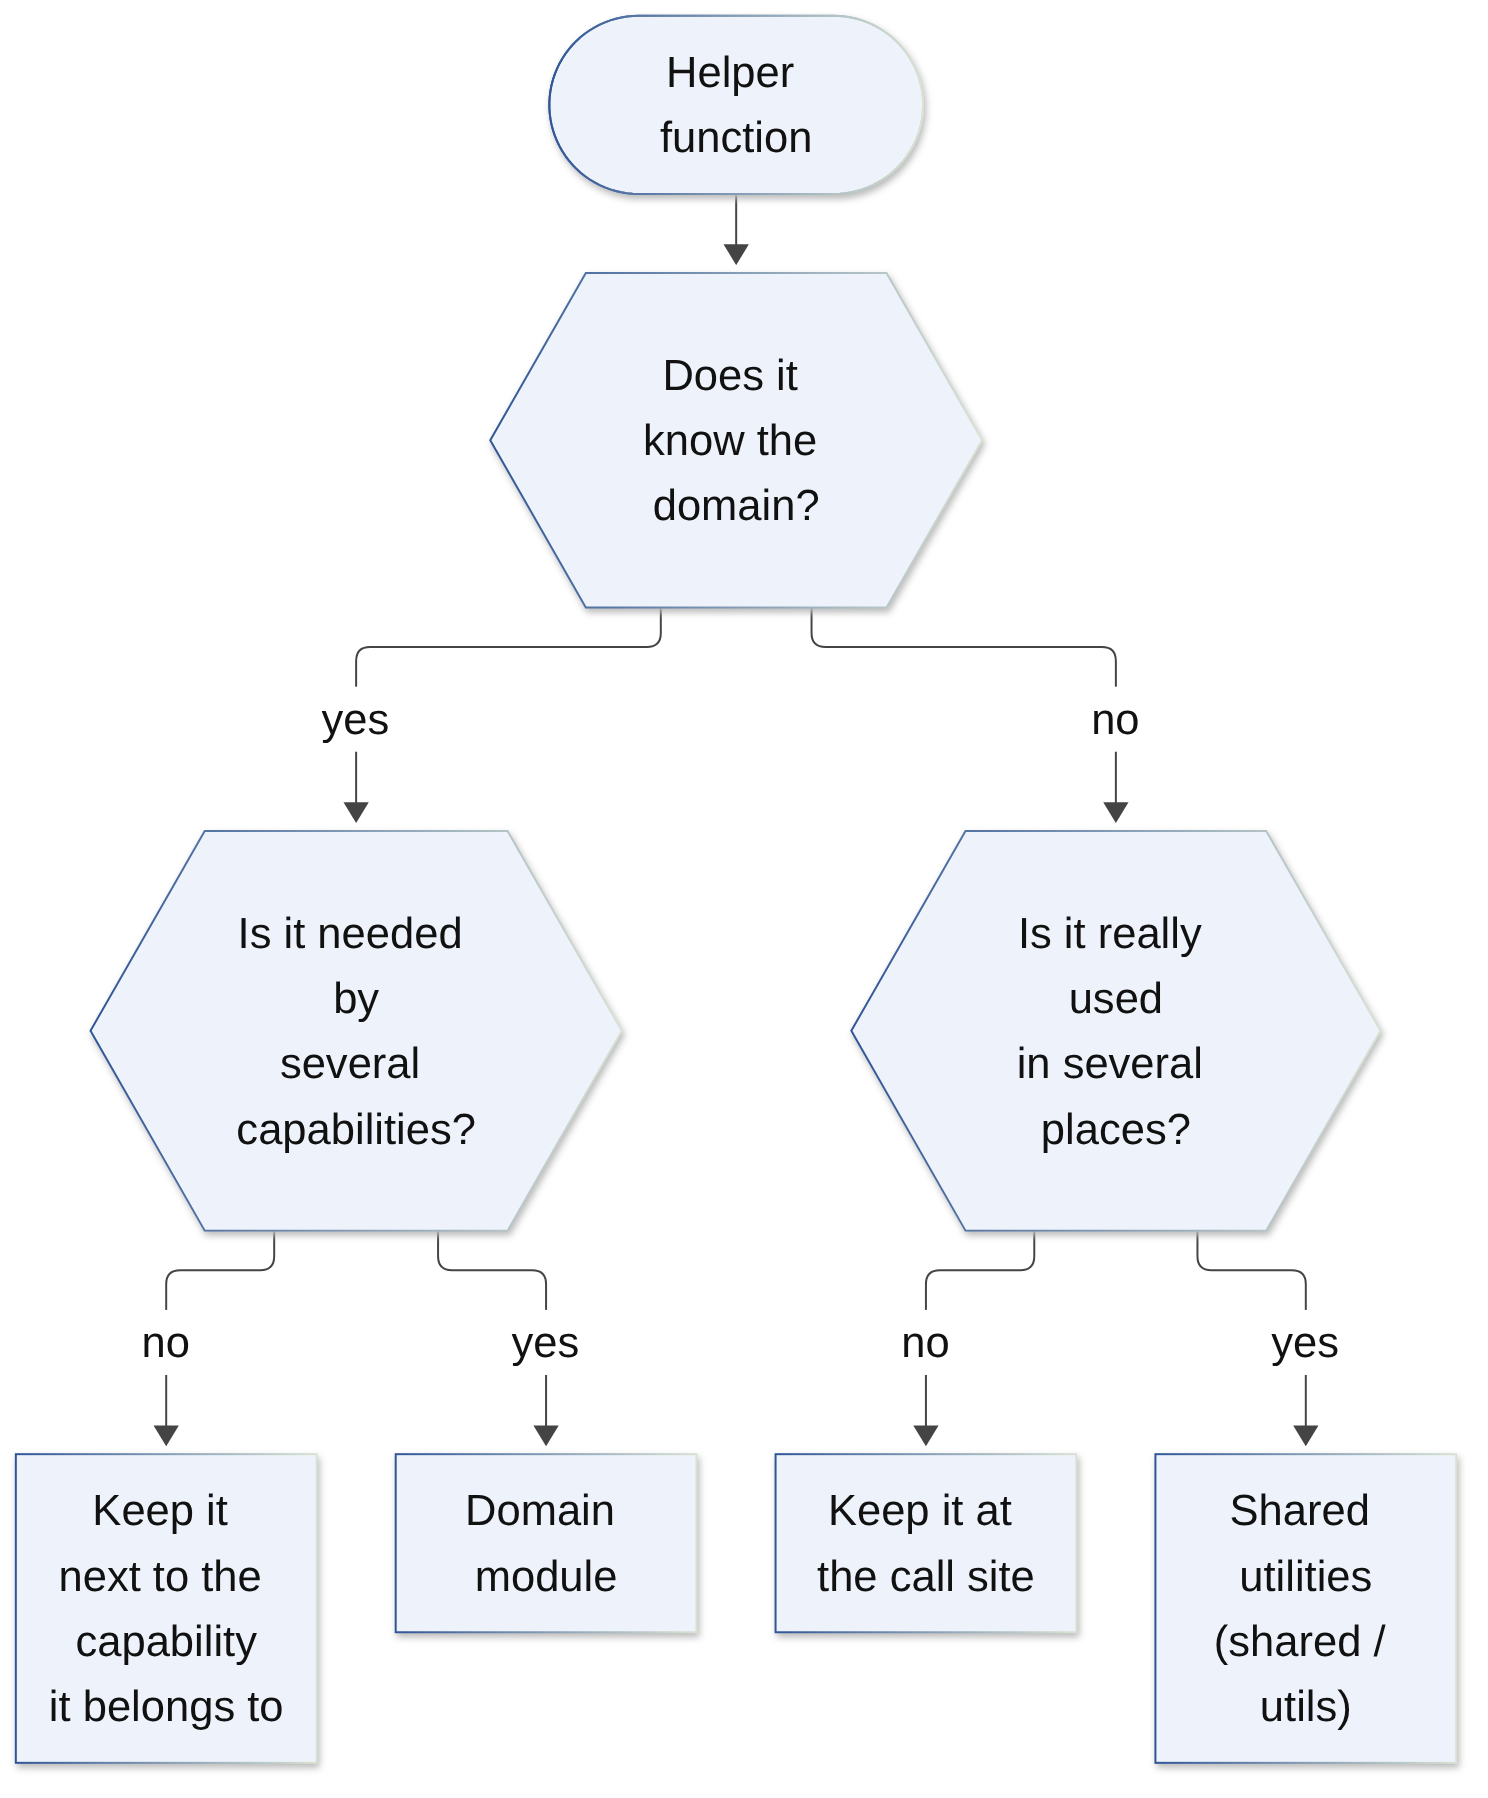 Helper
function
Does it
know the
domain?
yes
no
Is it needed
by
several
capabilities?
Is it really
used
in several
places?
no
yes
no
yes
Keep it
next to the
capability
it belongs to
Domain
module
Keep it at
the call site
Shared
utilities
(shared /
utils)